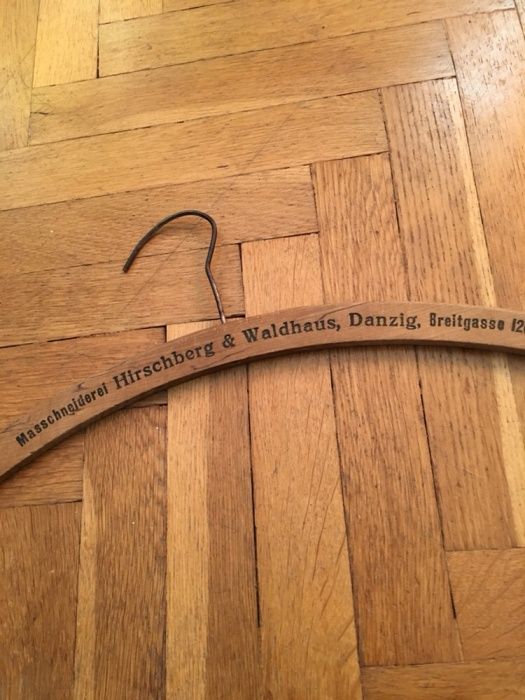 Masschneiderei Hirschberg & Waldhaus, Danzig, Breitgasse